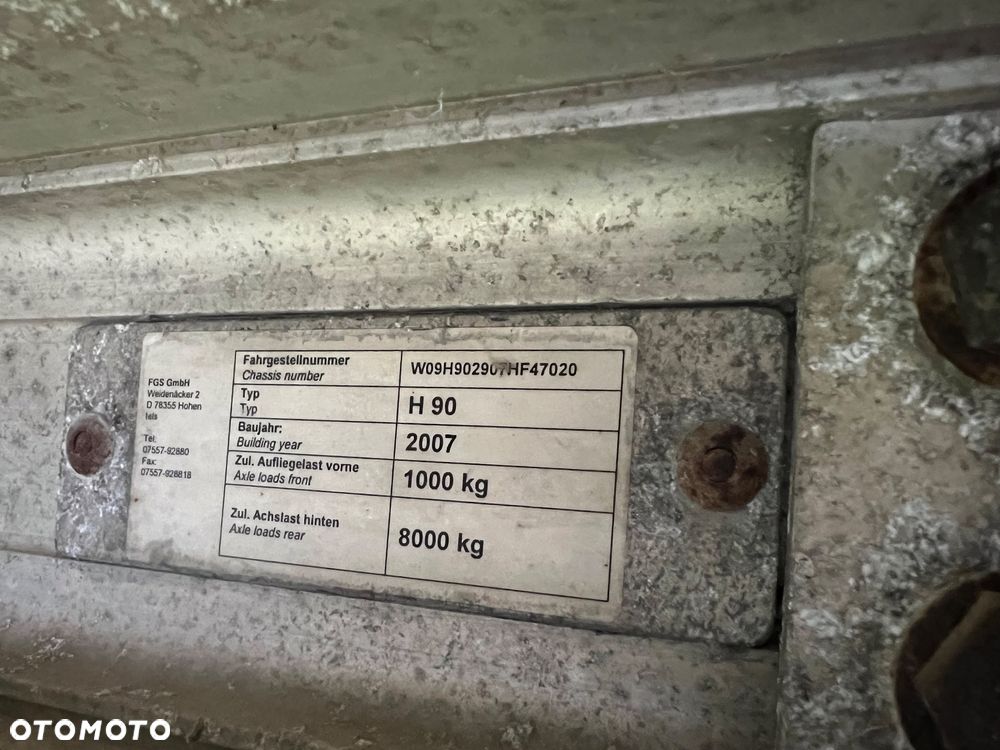 FGS GmbH
Weidenäcker 2
D 78355 Hohen
fels
Tel:
07557-92880
Fax:
07557-928818
Fahrgestellnummer
Chassis number
W09H902907HF47020
Typ
Typ
H 90
Baujahr:
Building year
2007
Zul. Aufliegelast vorne
Axle loads front
1000 kg
Zul. Achslast hinten
Axle loads rear
8000 kg
OTOMOTO